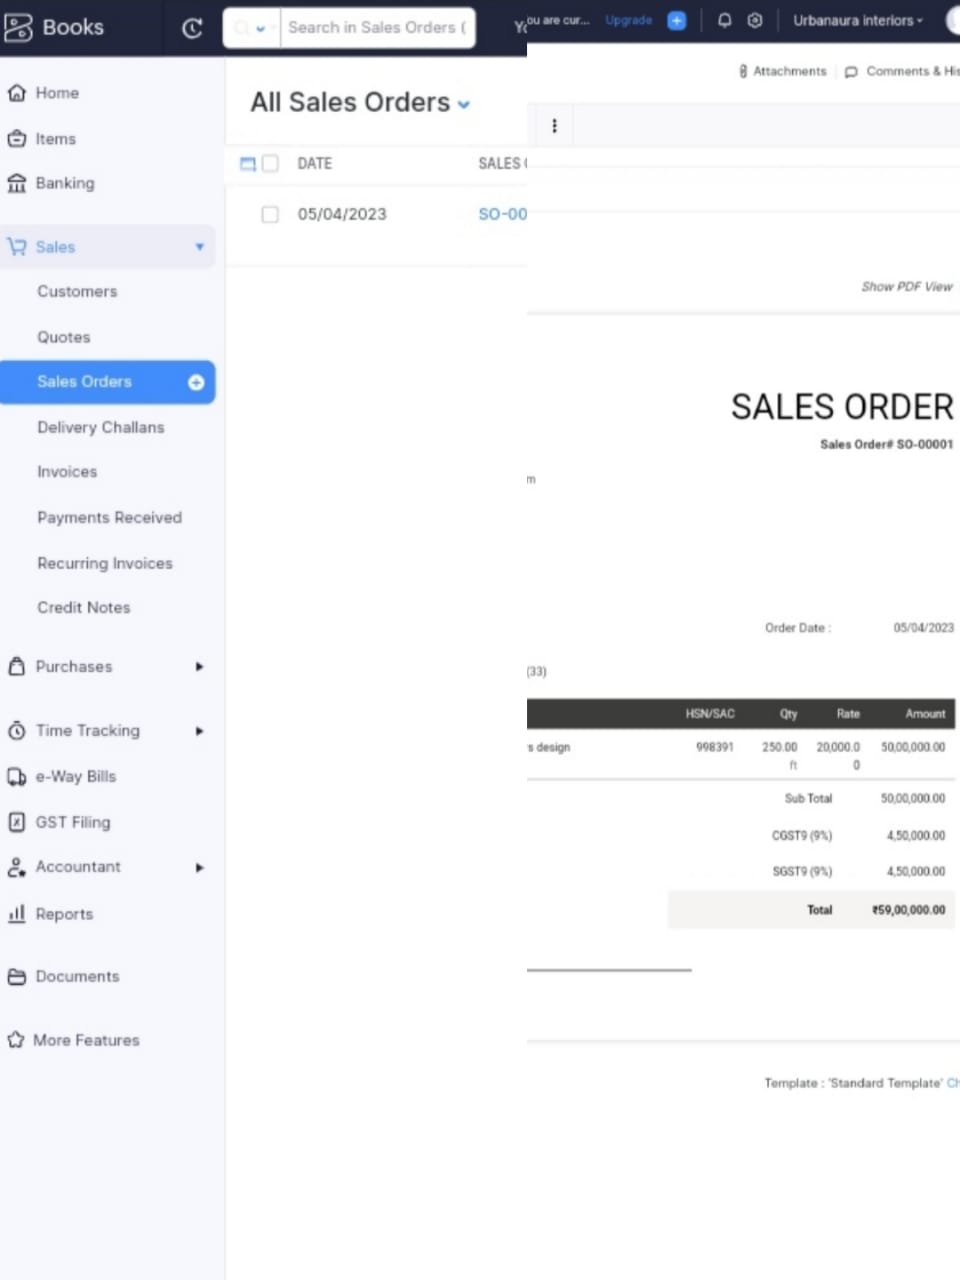 Books
Search in Sales Orders (
You are cur... Upgrade
Urbanaura interiors
Home
Items
Banking
Sales
Customers
Quotes
Sales Orders
Delivery Challans
Invoices
Payments Received
Recurring Invoices
Credit Notes
Purchases
Time Tracking
e-Way Bills
GST Filing
Accountant
Reports
Documents
More Features
All Sales Orders
DATE SALES
05/04/2023 SO-00
Attachments Comments & His
Show PDF View
SALES ORDER
Sales Order# SO-00001
m
Order Date : 05/04/2023
(33)
HSN/SAC Qty Rate Amount
s design 998391 250.00 20,000.0 50,00,000.00
ft 0
Sub Total 50,00,000.00
CGST9 (9%) 4,50,000.00
SGST9 (9%) 4,50,000.00
Total ₹59,00,000.00
Template : 'Standard Template' Ch